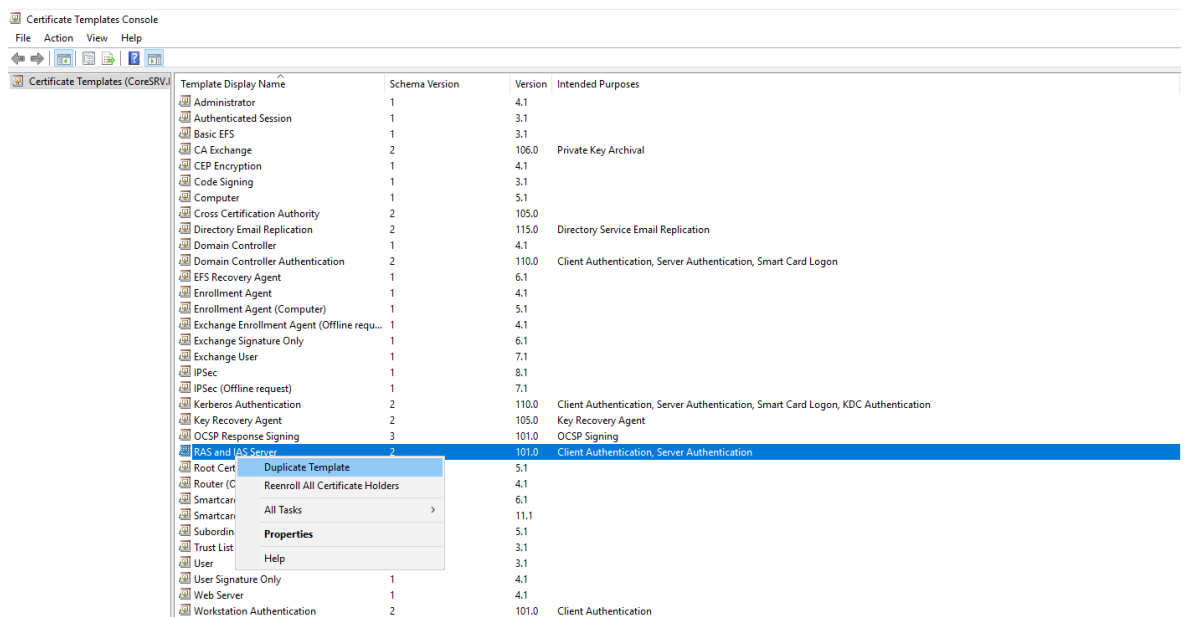 Certificate Templates Console
File Action View Help
Certificate Templates (CoreSRV.
Template Display Name Schema Version Version Intended Purposes
Administrator 1 4.1
Authenticated Session 1 3.1
Basic EFS 1 3.1
CA Exchange 2 106.0 Private Key Archival
CEP Encryption 1 4.1
Code Signing 1 3.1
Computer 1 5.1
Cross Certification Authority 2 105.0
Directory Email Replication 2 115.0 Directory Service Email Replication
Domain Controller 1 4.1
Domain Controller Authentication 2 110.0 Client Authentication, Server Authentication, Smart Card Logon
EFS Recovery Agent 1 6.1
Enrollment Agent 1 4.1
Enrollment Agent (Computer) 1 5.1
Exchange Enrollment Agent (Offline requ... 1 4.1
Exchange Signature Only 1 6.1
Exchange User 1 7.1
IPSec 1 8.1
IPSec (Offline request) 1 7.1
Kerberos Authentication 2 110.0 Client Authentication, Server Authentication, Smart Card Logon, KDC Authentication
Key Recovery Agent 2 105.0 Key Recovery Agent
OCSP Response Signing 3 101.0 OCSP Signing
RAS and IAS Server 2 101.0 Client Authentication, Server Authentication
Root Cert 5.1
Duplicate Template
Router (O 4.1
Reenroll All Certificate Holders
Smartcar 6.1
All Tasks
Smartcar 11.1
Subordin 5.1
Properties
Trust List 3.1
User 3.1
Help
User Signature Only 1 4.1
Web Server 1 4.1
Workstation Authentication 2 101.0 Client Authentication